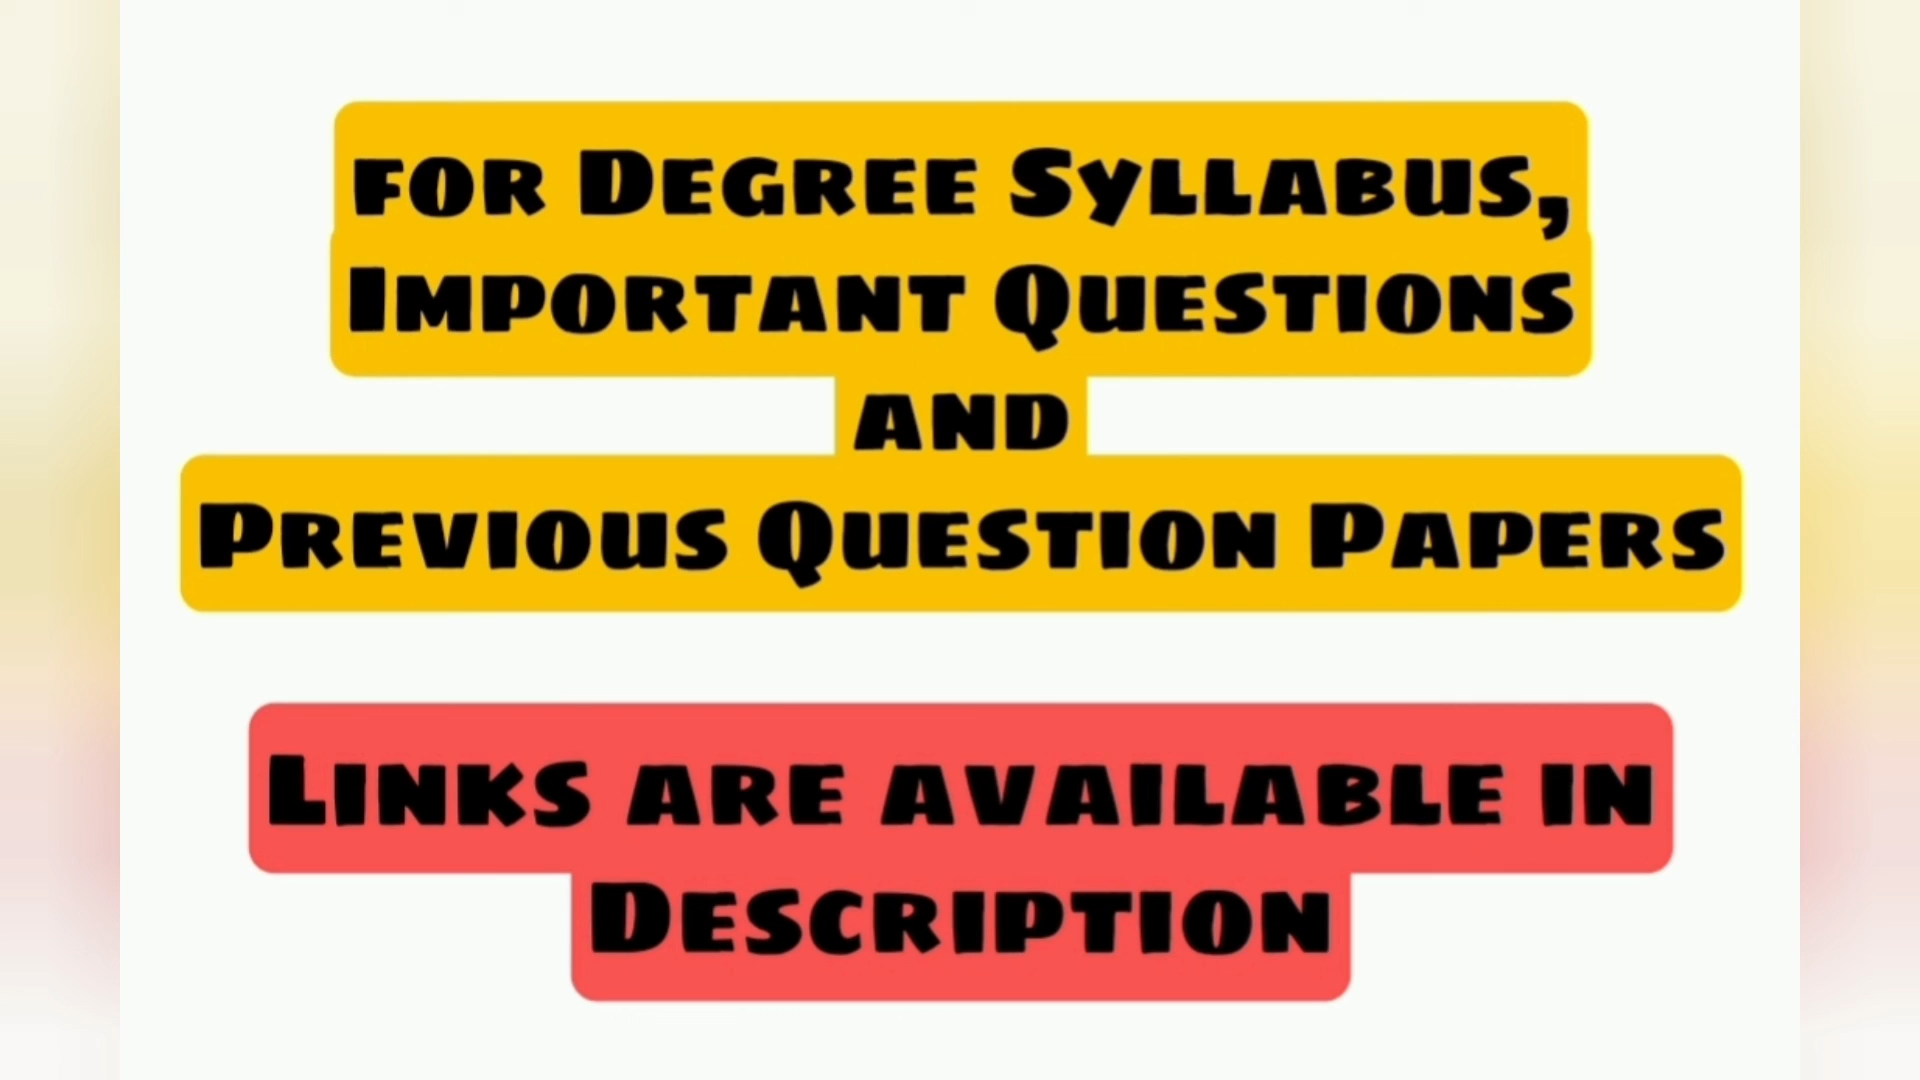 for Degree Syllabus,
Important Questions
and
Previous Question Papers
Links are available in
Description